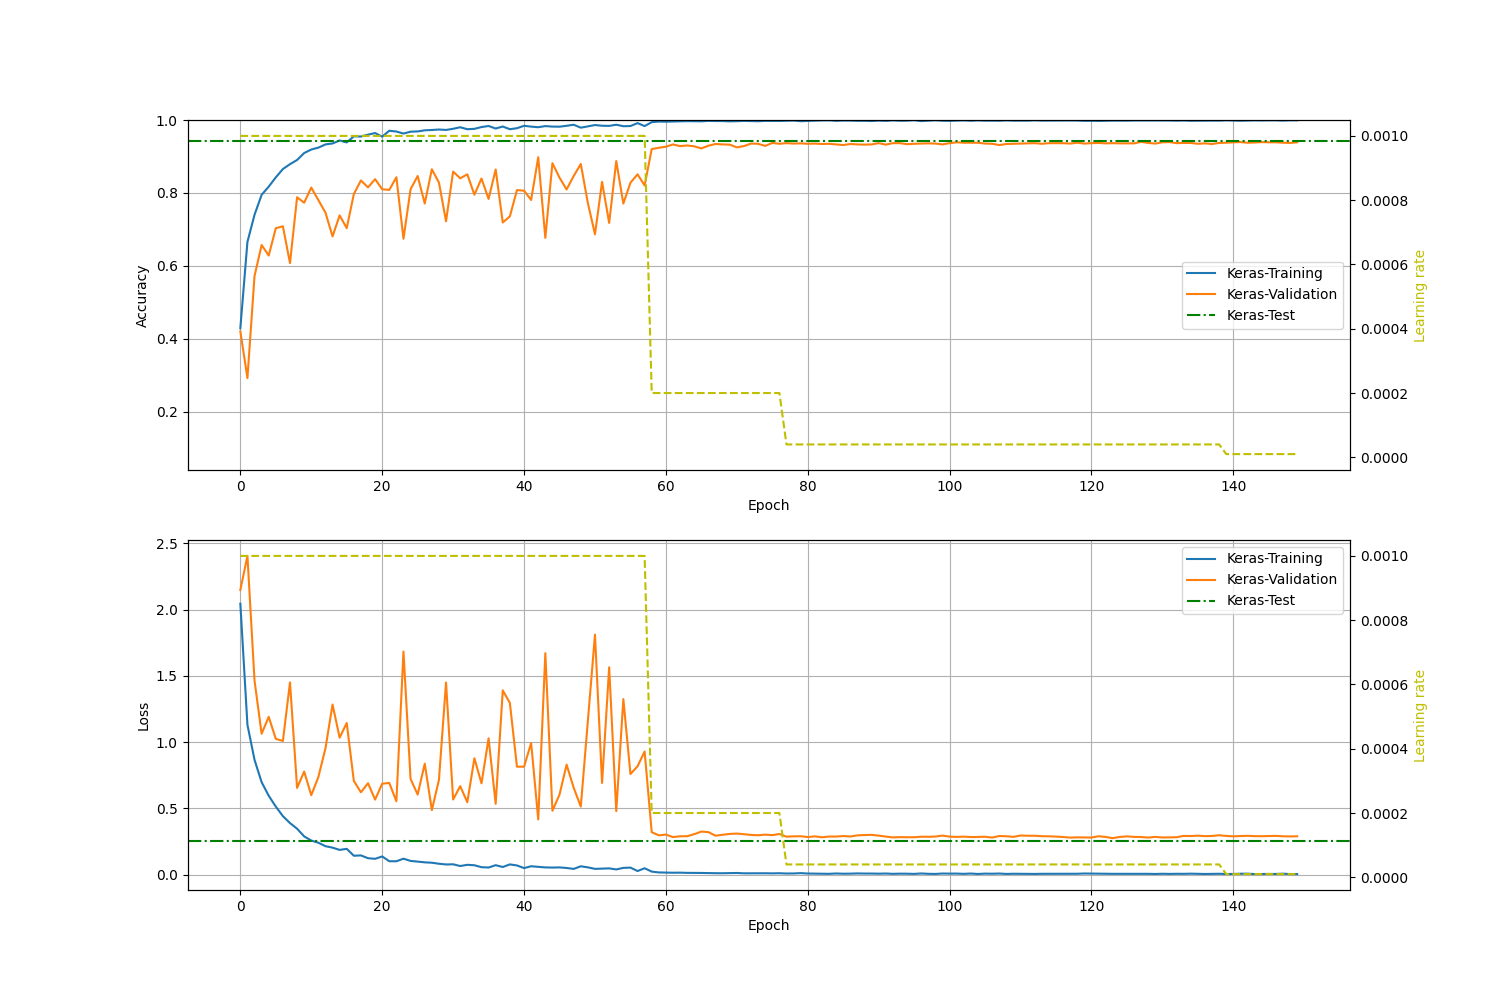 1.0
0.8
0.6
0.4
0.2
Accuracy
0.0010
0.0008
0.0006
0.0004
0.0002
0.0000
Learning rate
Keras-Training
Keras-Validation
Keras-Test
0 20 40 60 80 100 120 140
Epoch
2.5
2.0
1.5
1.0
0.5
0.0
Loss
0.0010
0.0008
0.0006
0.0004
0.0002
0.0000
Learning rate
Keras-Training
Keras-Validation
Keras-Test
0 20 40 60 80 100 120 140
Epoch